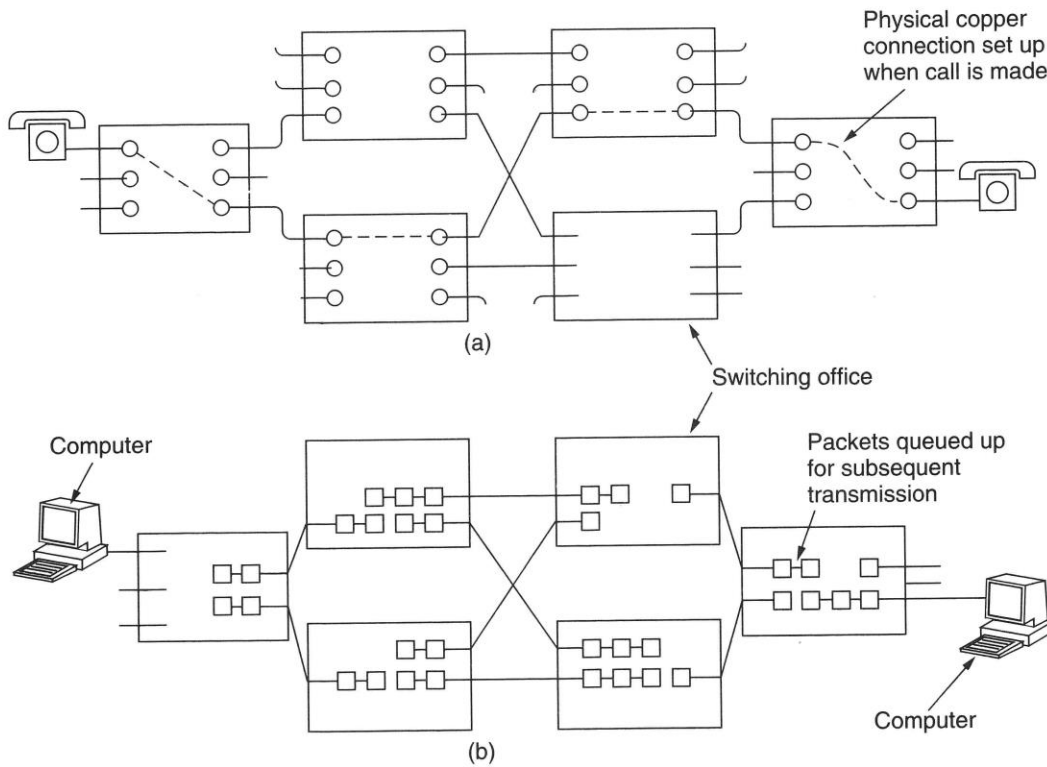 Physical copper
connection set up
when call is made
(a)
Switching office
Computer
Packets queued up
for subsequent
transmission
Computer
(b)